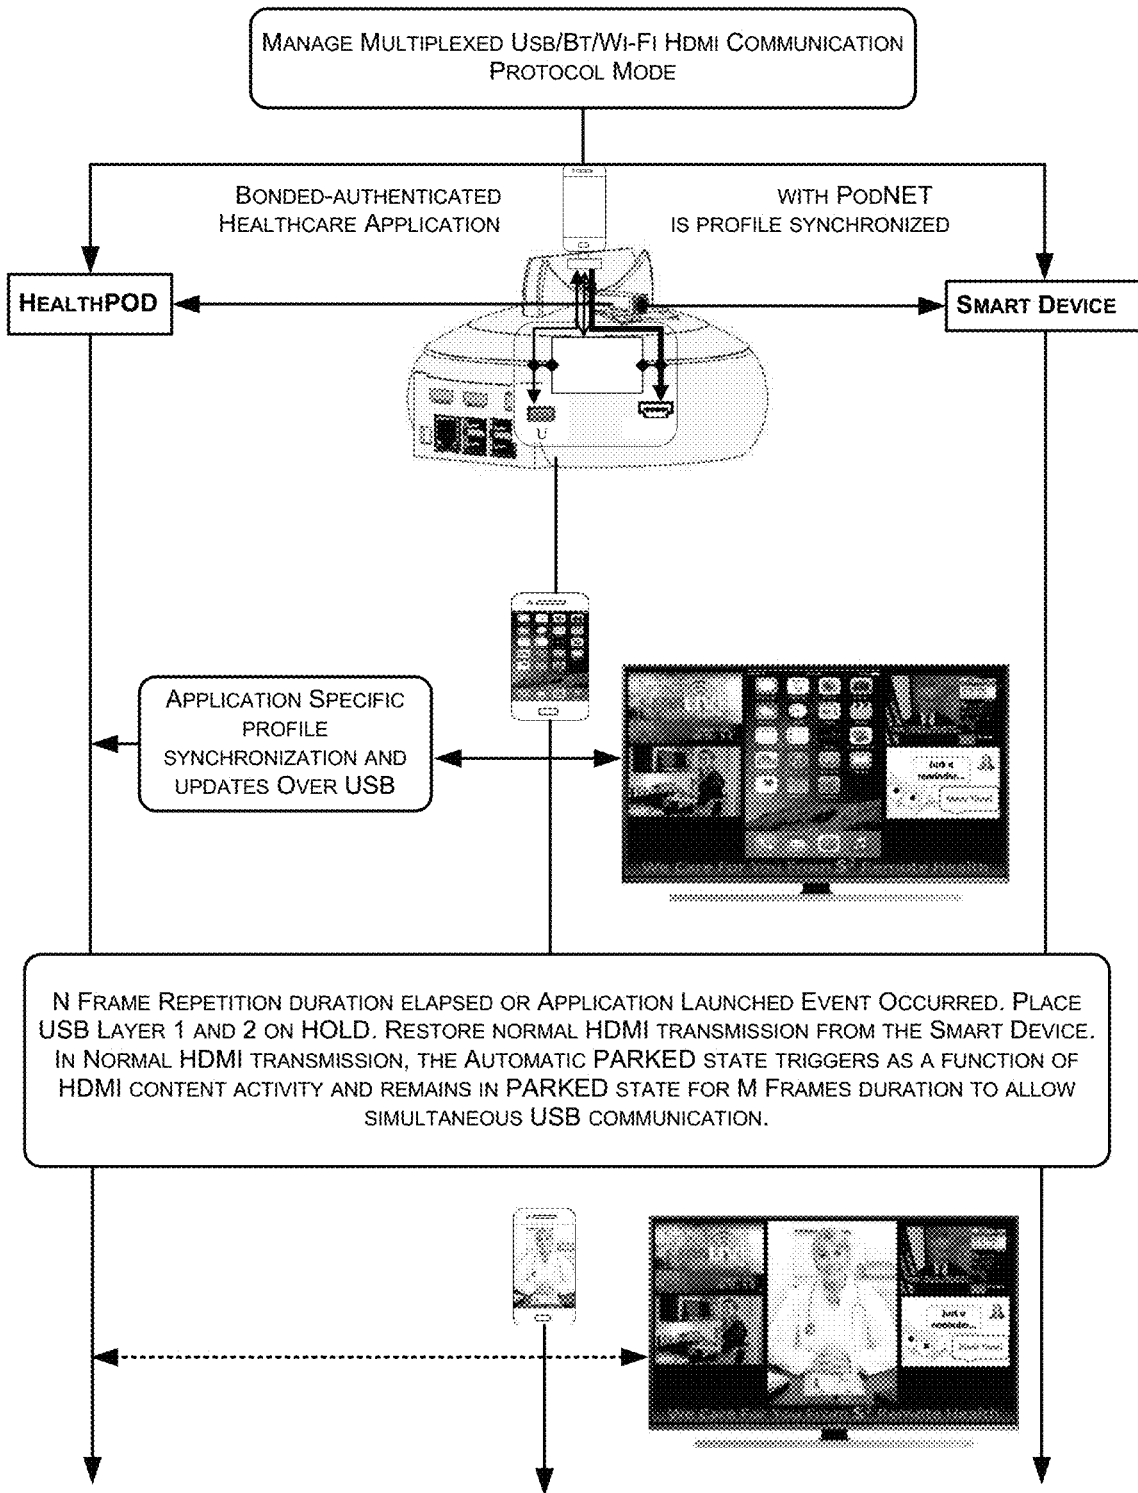 MANAGE MULTIPLEXED USB/BT/WI-FI HDMI COMMUNICATION
PROTOCOL MODE
BONDED-AUTHENTICATED
HEALTHCARE APPLICATION
WITH PODNET
IS PROFILE SYNCHRONIZED
HEALTHPOD
SMART DEVICE
U
APPLICATION SPECIFIC
PROFILE
SYNCHRONIZATION AND
UPDATES OVER USB
Just a
reminder...
N FRAME REPETITION DURATION ELAPSED OR APPLICATION LAUNCHED EVENT OCCURRED. PLACE
USB LAYER 1 AND 2 ON HOLD. RESTORE NORMAL HDMI TRANSMISSION FROM THE SMART DEVICE.
IN NORMAL HDMI TRANSMISSION, THE AUTOMATIC PARKED STATE TRIGGERS AS A FUNCTION OF
HDMI CONTENT ACTIVITY AND REMAINS IN PARKED STATE FOR M FRAMES DURATION TO ALLOW
SIMULTANEOUS USB COMMUNICATION.
Just a
reminder...